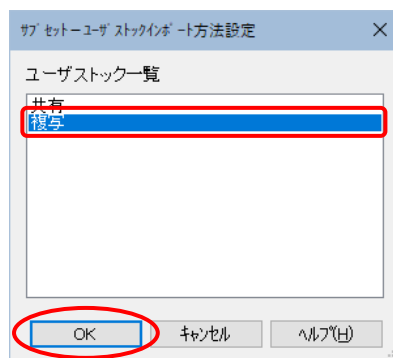 ｻﾌﾞｾｯﾄーﾕｰｻﾞｽﾄｯｸｲﾝﾎﾟｰﾄ方法設定
ユーザストック一覧
共有
複写
OK ｷｬﾝｾﾙ ﾍﾙﾌﾟ(H)